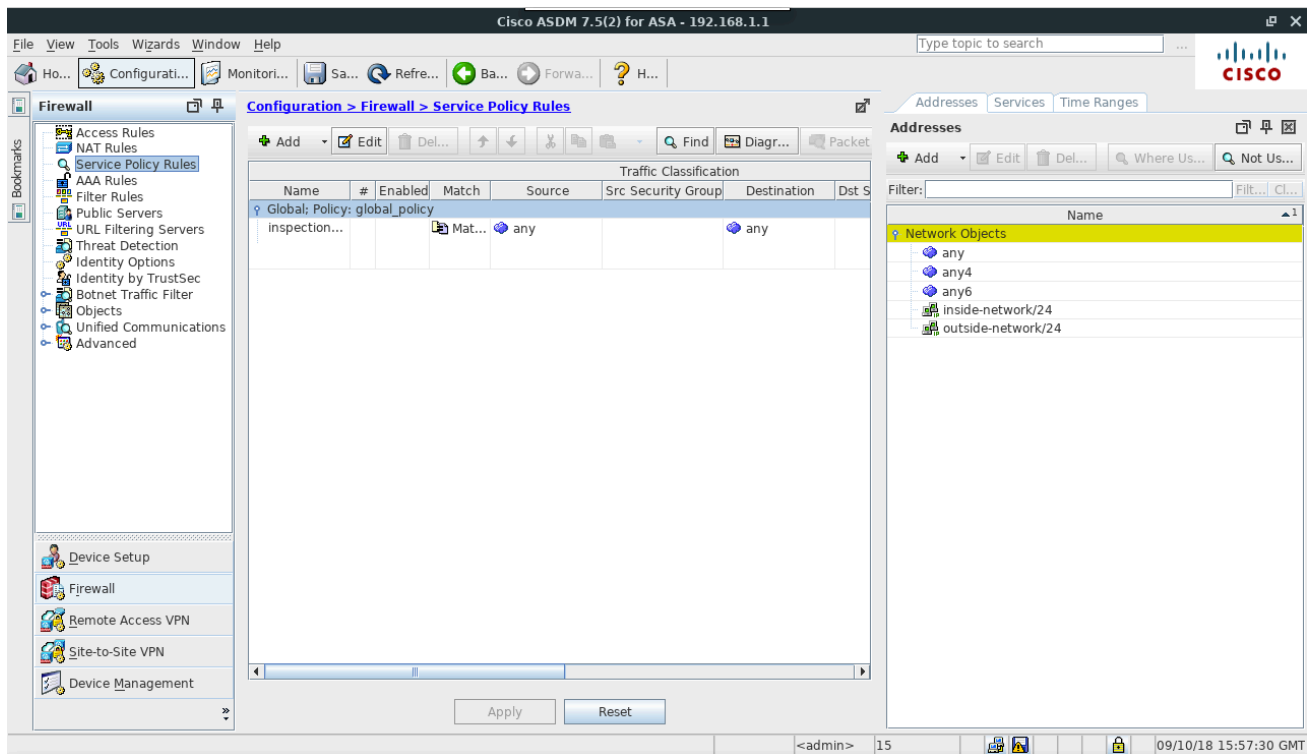 Cisco ASDM 7.5(2) for ASA - 192.168.1.1
File View Tools Wizards Window Help
Type topic to search
...
Ho... Configurati... Monitori... Sa... Refre... Ba... Forwa... H...
CISCO
Bookmarks
Firewall
Access Rules
NAT Rules
Service Policy Rules
AAA Rules
Filter Rules
Public Servers
URL Filtering Servers
Threat Detection
Identity Options
Identity by TrustSec
Botnet Traffic Filter
Objects
Unified Communications
Advanced
Device Setup
Firewall
Remote Access VPN
Site-to-Site VPN
Device Management
Configuration > Firewall > Service Policy Rules
Add Edit Del... Find Diagr... Packet
Traffic Classification
Name # Enabled Match Source Src Security Group Destination Dst S
Global; Policy: global_policy
inspection... Mat... any any
Apply Reset
Addresses Services Time Ranges
Addresses
Add Edit Del... Where Us... Not Us...
Filter: Filt... Cl...
Name 1
Network Objects
any
any4
any6
inside-network/24
outside-network/24
<admin> 15 09/10/18 15:57:30 GMT